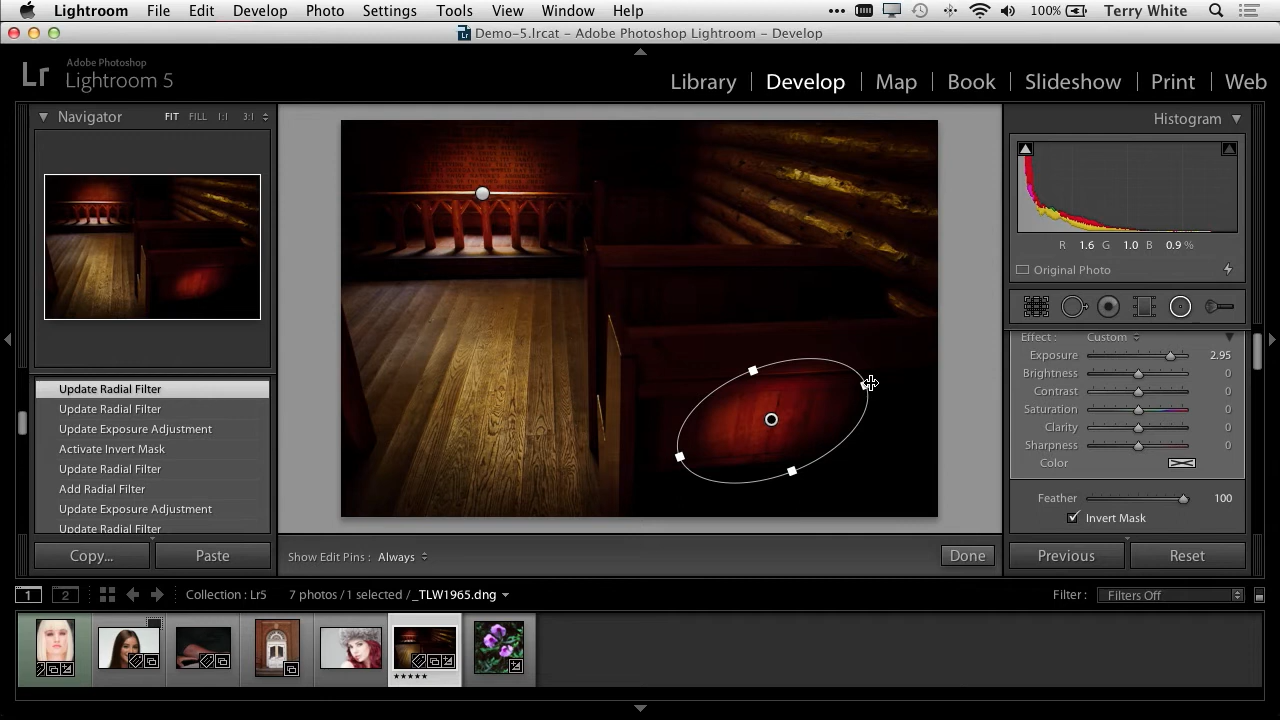 Lightroom File Edit Develop Photo Settings Tools View Window Help 100% Terry White
Demo-5.lrcat – Adobe Photoshop Lightroom – Develop
Lr Adobe Photoshop
Lightroom 5
Library | Develop | Map | Book | Slideshow | Print | Web
Navigator FIT FILL 1:1 3:1
Histogram
R 1.6 G 1.0 B 0.9 %
Original Photo
Effect : Custom
Exposure 2.95
Brightness 0
Contrast 0
Saturation 0
Clarity 0
Sharpness 0
Color
Feather 100
Invert Mask
Update Radial Filter
Update Radial Filter
Update Exposure Adjustment
Activate Invert Mask
Update Radial Filter
Add Radial Filter
Update Exposure Adjustment
Update Radial Filter
Copy... Paste
Show Edit Pins : Always
Done
Previous Reset
1 2 Collection : Lr5 7 photos / 1 selected / _TLW1965.dng
Filter : Filters Off